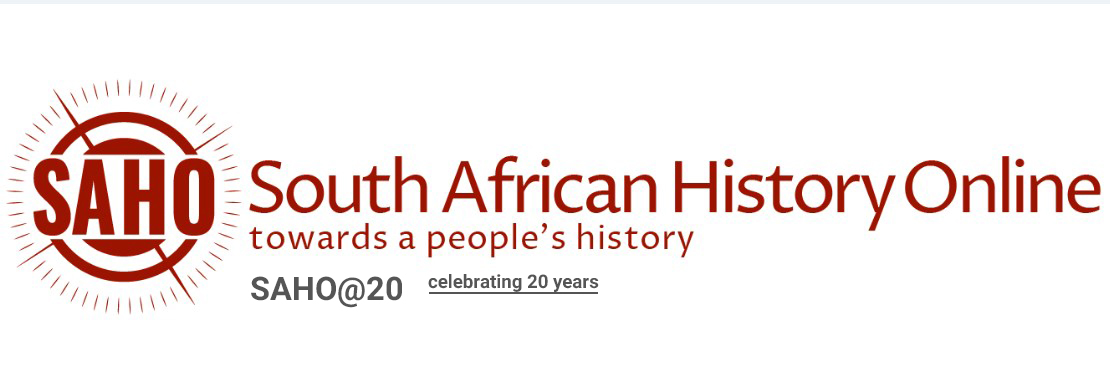 SAHO
South African History Online
towards a people's history
SAHO@20 celebrating 20 years